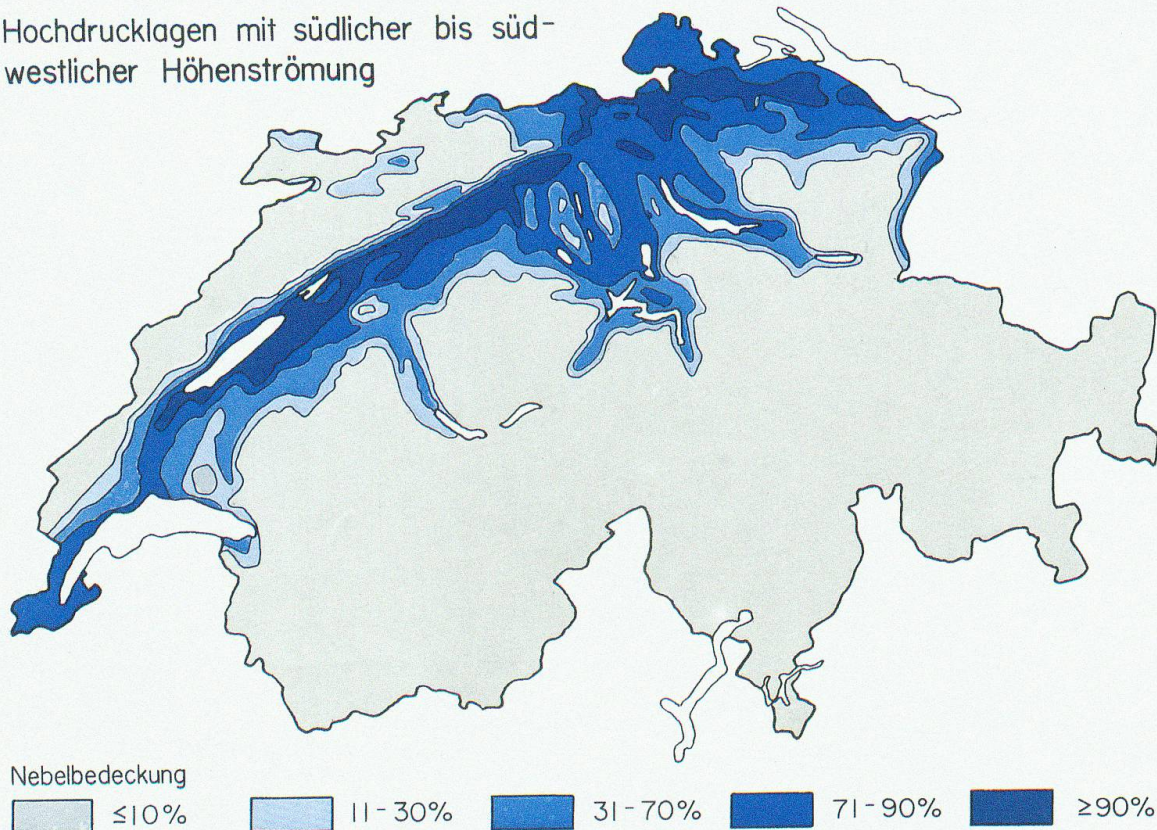 Hochdrucklagen mit südlicher bis süd-
westlicher Höhenströmung
Nebelbedeckung
≤10% 11-30% 31-70% 71-90% ≥90%